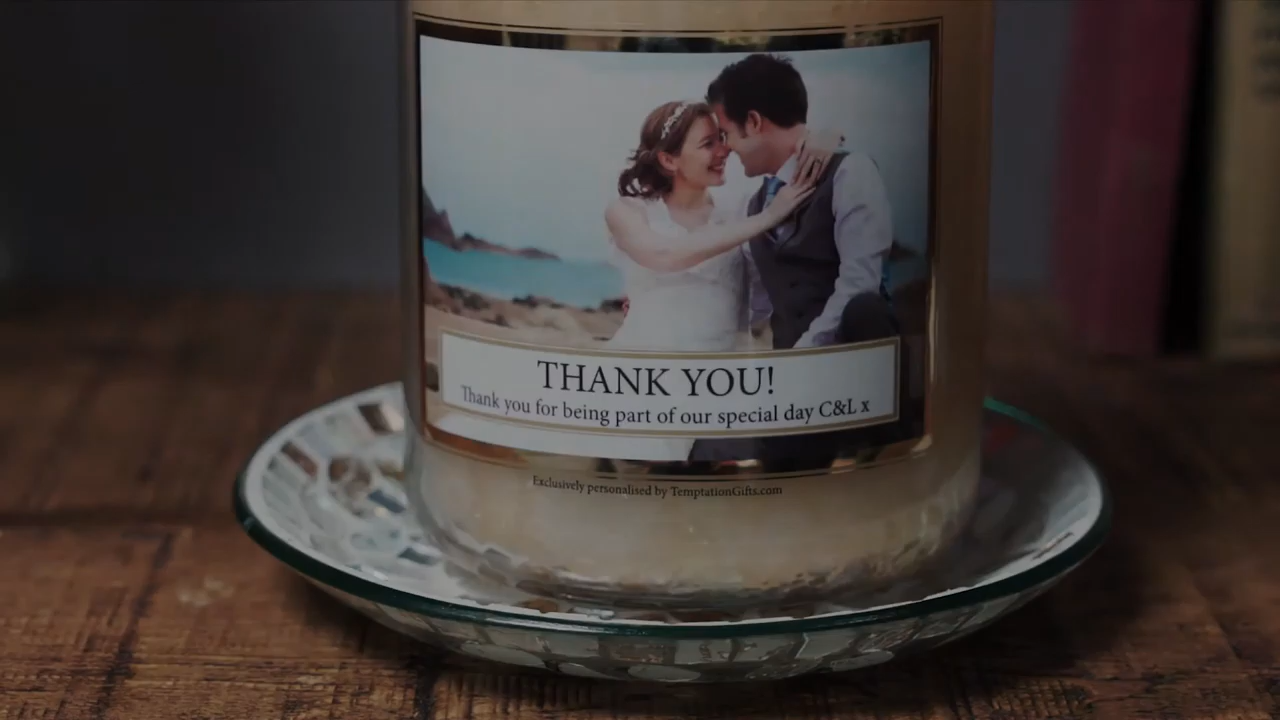 THANK YOU!
Thank you for being part of our special day C&L x
Exclusively personalised by TemptationGifts.com